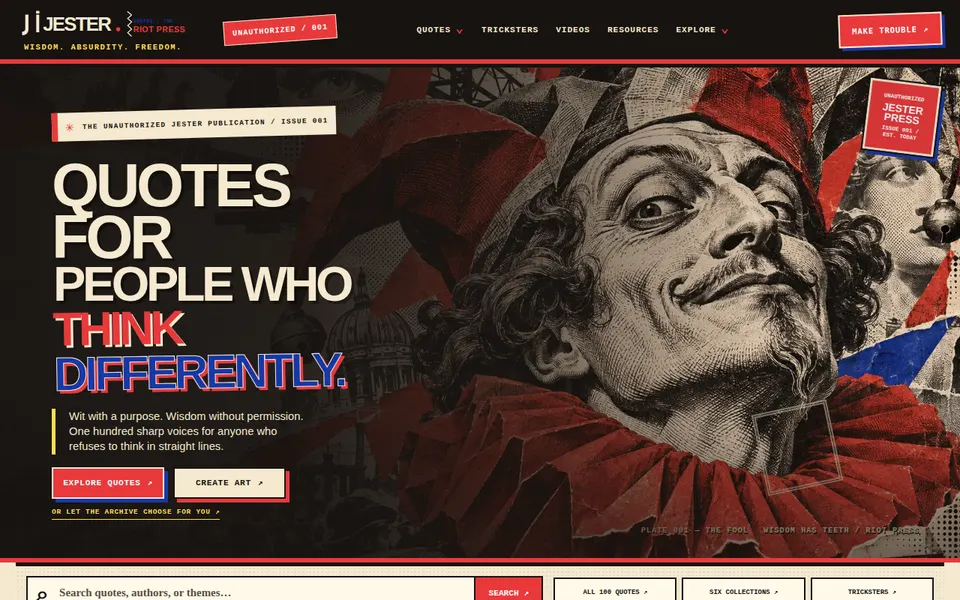 JESTER.
RIOT PRESS
WISDOM. ABSURDITY. FREEDOM.
UNAUTHORIZED / 001
QUOTES
TRICKSTERS
VIDEOS
RESOURCES
EXPLORE
MAKE TROUBLE ↗
UNAUTHORIZED
JESTER
PRESS
ISSUE 001 /
EST. TODAY
✳ THE UNAUTHORIZED JESTER PUBLICATION / ISSUE 001
QUOTES
FOR
PEOPLE WHO
THINK
DIFFERENTLY.
Wit with a purpose. Wisdom without permission.
One hundred sharp voices for anyone who
refuses to think in straight lines.
EXPLORE QUOTES ↗
CREATE ART ↗
OR LET THE ARCHIVE CHOOSE FOR YOU ↗
PLATE 001 — THE FOOL
WISDOM HAS TEETH / RIOT PRESS
Search quotes, authors, or themes…
SEARCH ↗
ALL 100 QUOTES ↗
SIX COLLECTIONS ↗
TRICKSTERS ↗